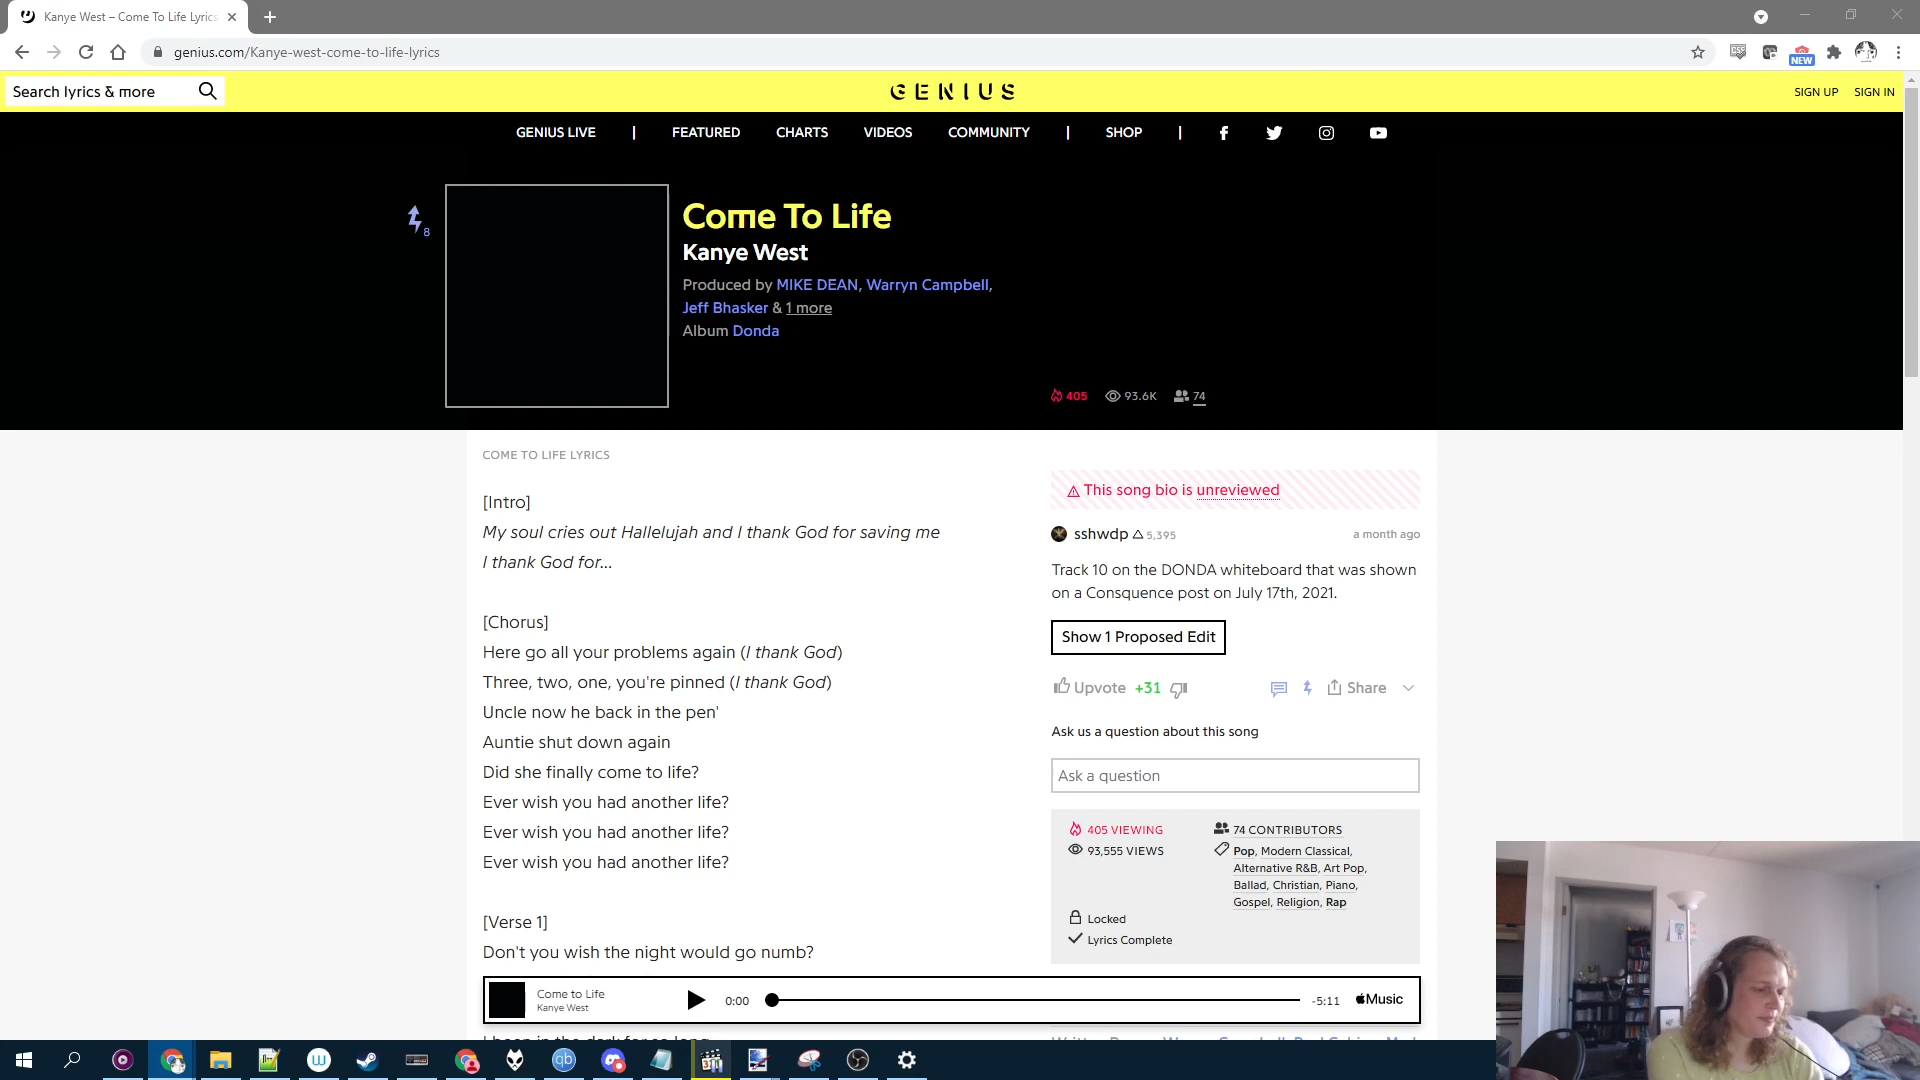 Kanye West – Come To Life Lyrics
genius.com/Kanye-west-come-to-life-lyrics
NEW
Search lyrics & more
GENIUS
SIGN UP
SIGN IN
GENIUS LIVE | FEATURED CHARTS VIDEOS COMMUNITY | SHOP |
8
Come To Life
Kanye West
Produced by MIKE DEAN, Warryn Campbell,
Jeff Bhasker & 1 more
Album Donda
405 93.6K 74
COME TO LIFE LYRICS
[Intro]
My soul cries out Hallelujah and I thank God for saving me
I thank God for...
[Chorus]
Here go all your problems again (I thank God)
Three, two, one, you're pinned (I thank God)
Uncle now he back in the pen'
Auntie shut down again
Did she finally come to life?
Ever wish you had another life?
Ever wish you had another life?
Ever wish you had another life?
[Verse 1]
Don't you wish the night would go numb?
This song bio is unreviewed
sshwdp 5,395
a month ago
Track 10 on the DONDA whiteboard that was shown
on a Consquence post on July 17th, 2021.
Show 1 Proposed Edit
Upvote +31
Share
Ask us a question about this song
Ask a question
405 VIEWING
93,555 VIEWS
Locked
Lyrics Complete
74 CONTRIBUTORS
Pop, Modern Classical,
Alternative R&B, Art Pop,
Ballad, Christian, Piano,
Gospel, Religion, Rap
Come to Life
Kanye West
0:00
-5:11
Music